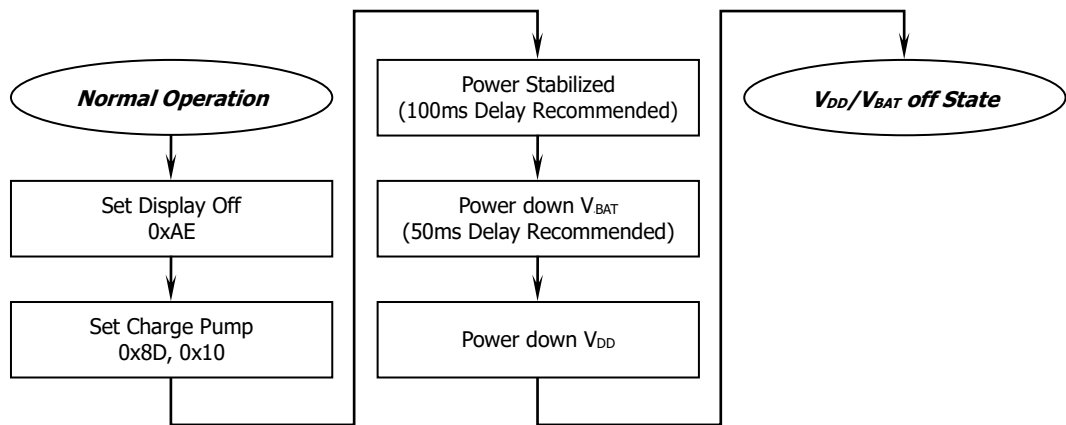 Normal Operation
Set Display Off
0xAE
Set Charge Pump
0x8D, 0x10
Power Stabilized
(100ms Delay Recommended)
Power down VBAT
(50ms Delay Recommended)
Power down VDD
VDD/VBAT off State